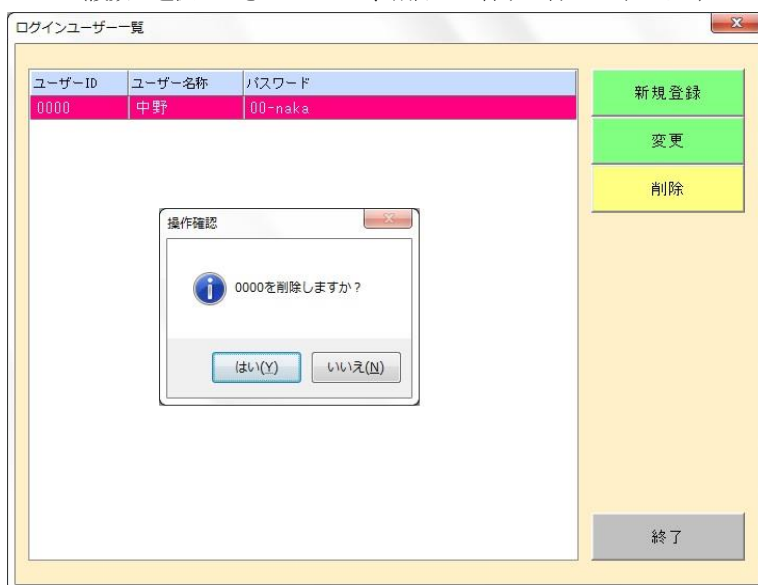 ログインユーザー一覧
ユーザーID ユーザー名称 パスワード
0000 中野 00-naka
新規登録
変更
削除
操作確認
0000を削除しますか?
はい(Y) いいえ(N)
終了